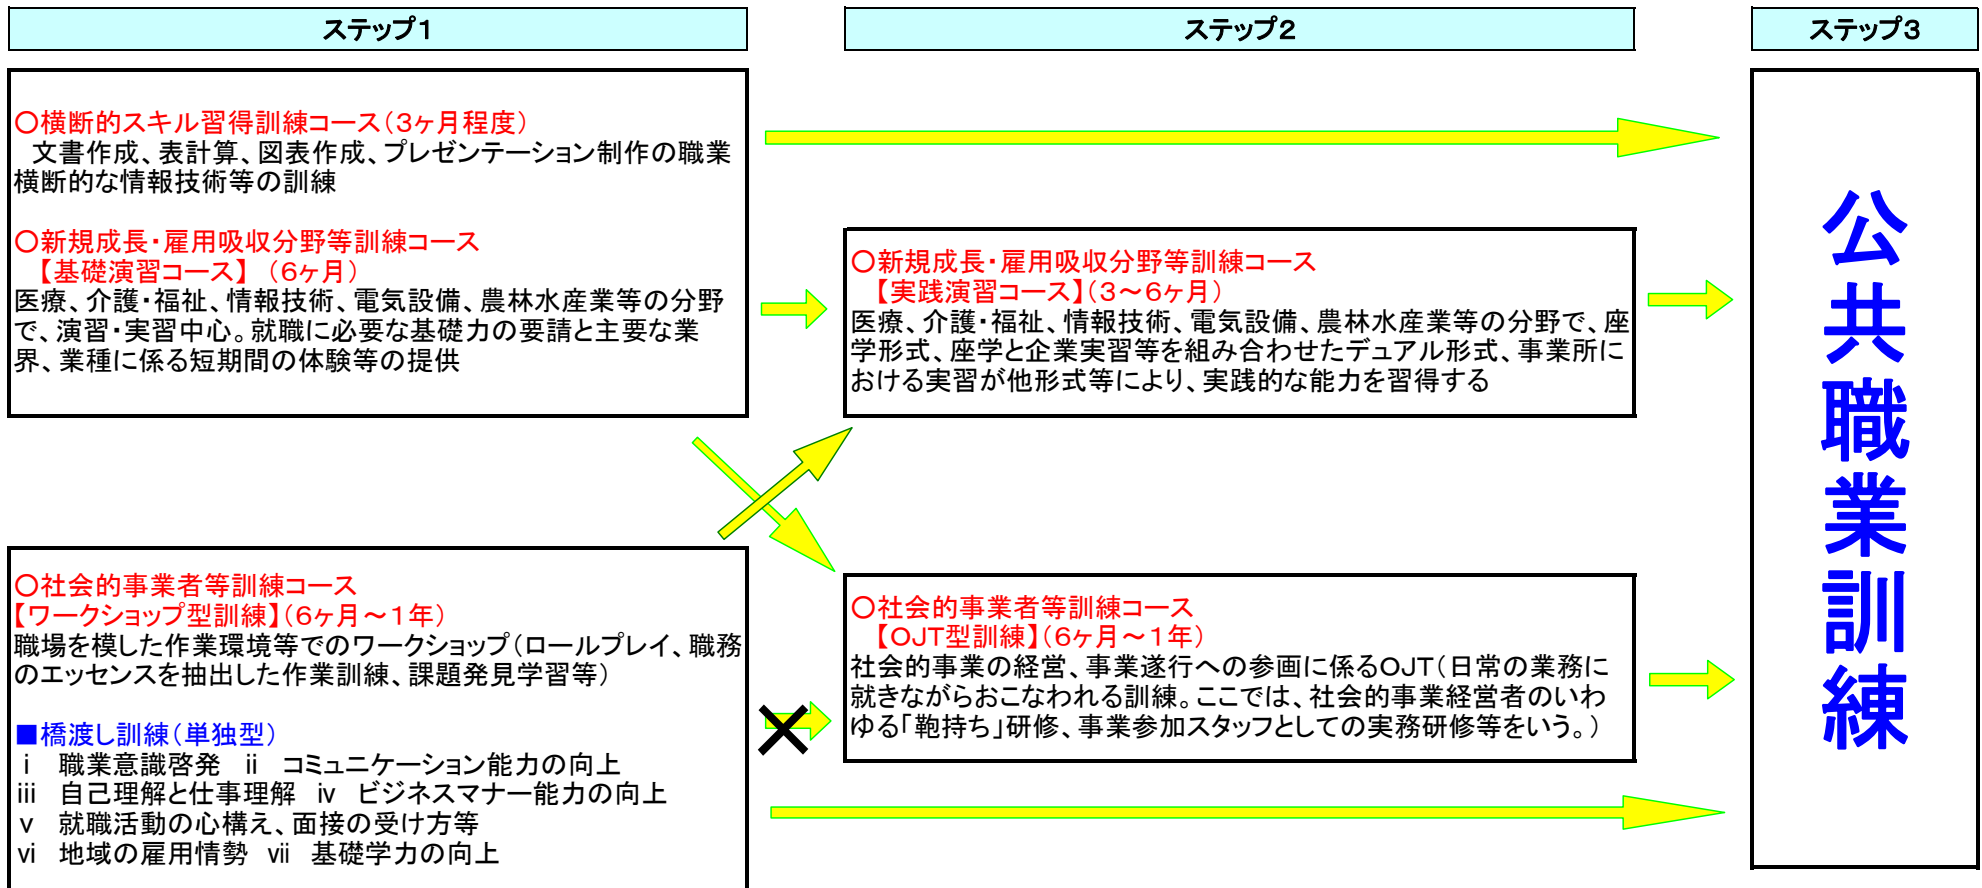 ステップ1
ステップ2
ステップ3
〇横断的スキル習得訓練コース(3ヶ月程度)
文書作成、表計算、図表作成、プレゼンテーション制作の職業
横断的な情報技術等の訓練
〇新規成長・雇用吸収分野等訓練コース
【基礎演習コース】 (6ヶ月)
医療、介護・福祉、情報技術、電気設備、農林水産業等の分野
で、演習・実習中心。就職に必要な基礎力の要請と主要な業
界、業種に係る短期間の体験等の提供
〇社会的事業者等訓練コース
【ワークショップ型訓練】(6ヶ月~1年)
職場を模した作業環境等でのワークショップ(ロールプレイ、職務
のエッセンスを抽出した作業訓練、課題発見学習等)
■橋渡し訓練(単独型)
ⅰ 職業意識啓発 ⅱ コミュニケーション能力の向上
ⅲ 自己理解と仕事理解 ⅳ ビジネスマナー能力の向上
ⅴ 就職活動の心構え、面接の受け方等
ⅵ 地域の雇用情勢 ⅶ 基礎学力の向上
〇新規成長・雇用吸収分野等訓練コース
【実践演習コース】(3~6ヶ月)
医療、介護・福祉、情報技術、電気設備、農林水産業等の分野で、座
学形式、座学と企業実習等を組み合わせたデュアル形式、事業所に
おける実習が他形式等により、実践的な能力を習得する
〇社会的事業者等訓練コース
【OJT型訓練】(6ヶ月~1年)
社会的事業の経営、事業遂行への参画に係るOJT(日常の業務に
就きながらおこなわれる訓練。ここでは、社会的事業経営者のいわ
ゆる「鞄持ち」研修、事業参加スタッフとしての実務研修等をいう。)
公共職業訓練